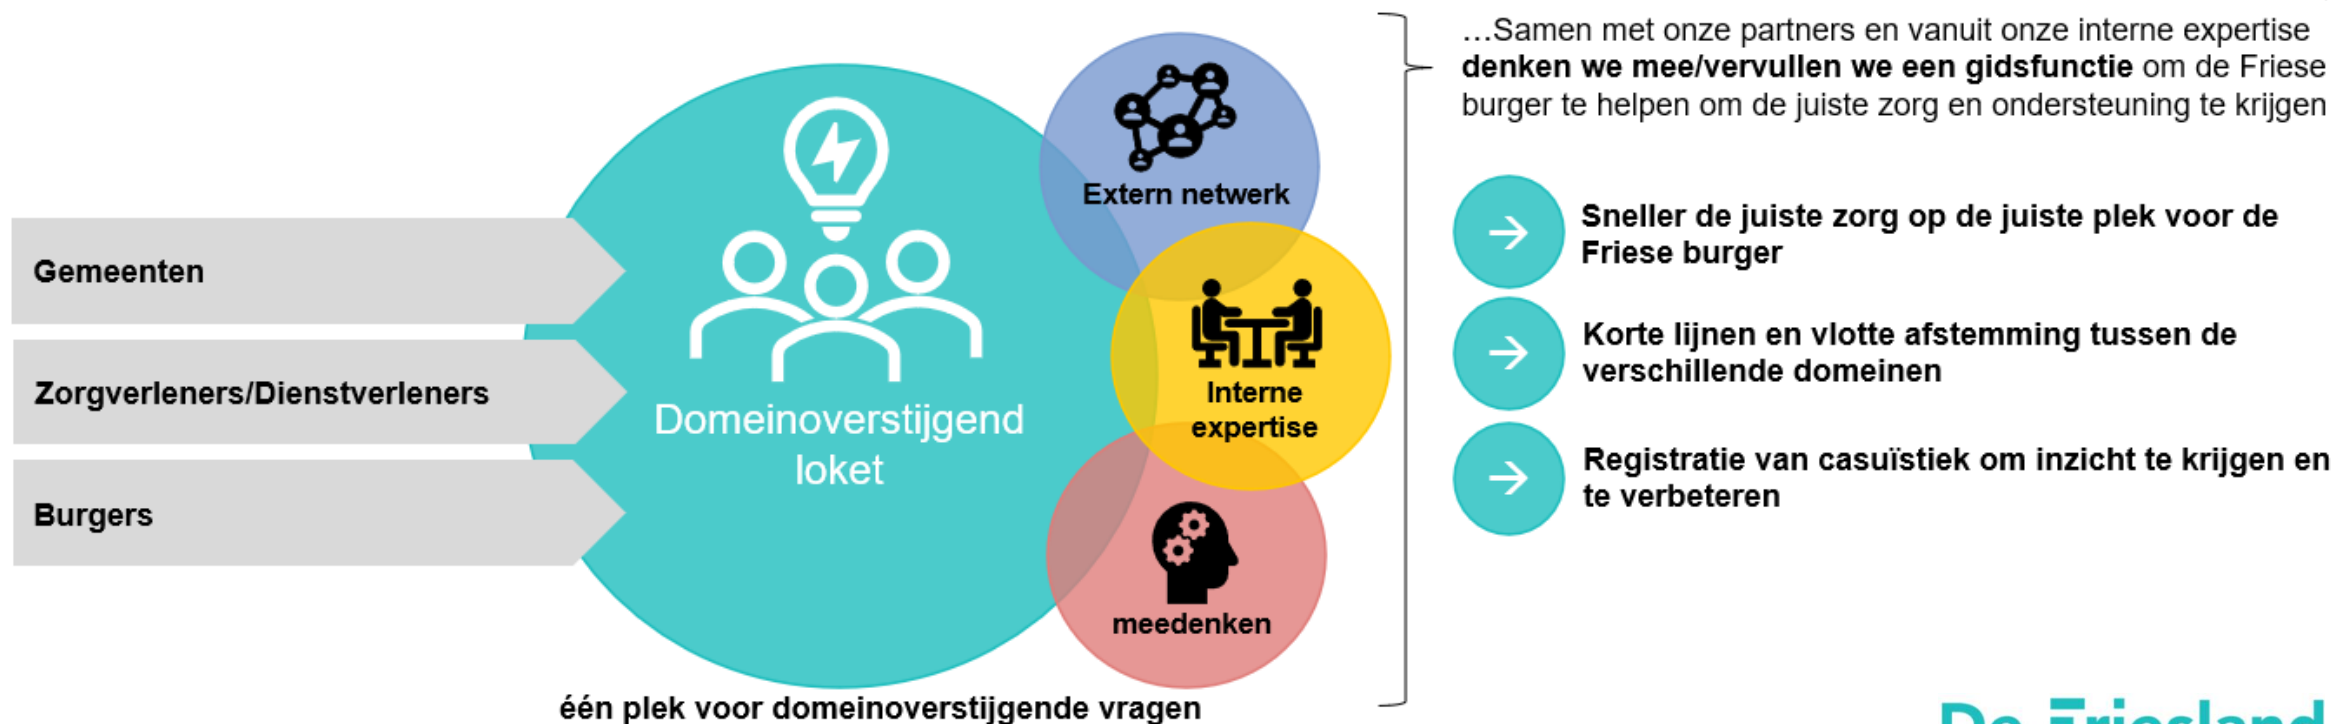 Gemeenten
Zorgverleners/Dienstverleners
Burgers
Domeinoverstijgend
loket
Extern netwerk
Interne
expertise
meedenken
één plek voor domeinoverstijgende vragen
...Samen met onze partners en vanuit onze interne expertise
denken we mee/vervullen we een gidsfunctie om de Friese
burger te helpen om de juiste zorg en ondersteuning te krijgen
Sneller de juiste zorg op de juiste plek voor de
Friese burger
Korte lijnen en vlotte afstemming tussen de
verschillende domeinen
Registratie van casuïstiek om inzicht te krijgen en
te verbeteren
De Friesland